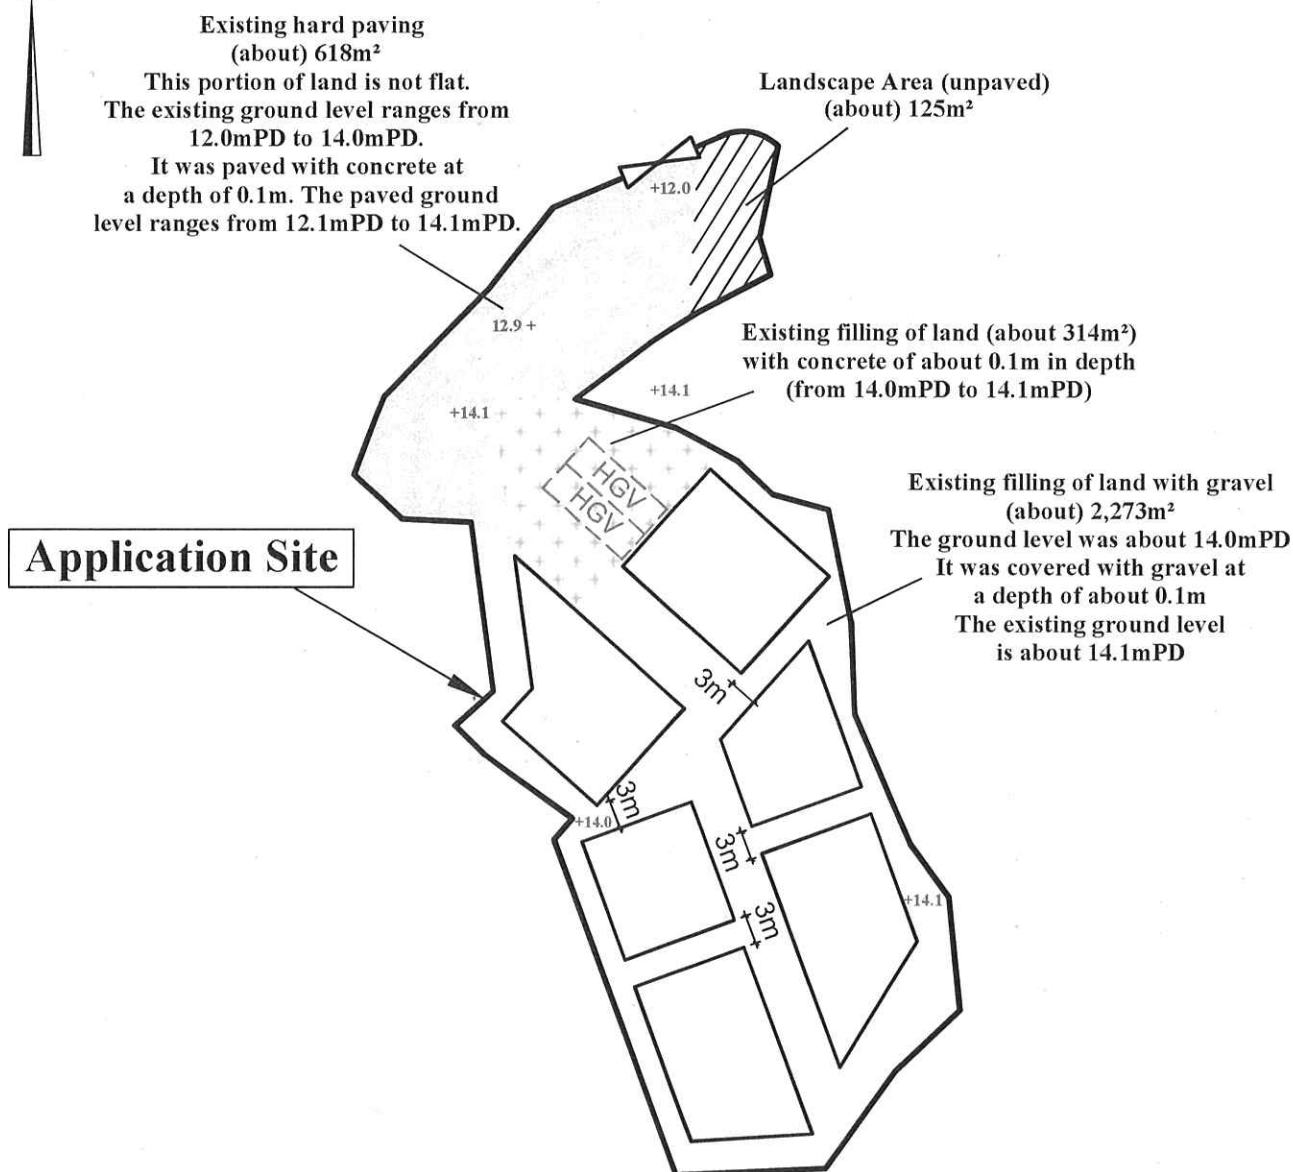 Existing hard paving
(about) 618m²
This portion of land is not flat.
The existing ground level ranges from
12.0mPD to 14.0mPD.
It was paved with concrete at
a depth of 0.1m. The paved ground
level ranges from 12.1mPD to 14.1mPD.
Landscape Area (unpaved)
(about) 125m²
+12.0
12.9 +
Existing filling of land (about 314m²)
with concrete of about 0.1m in depth
(from 14.0mPD to 14.1mPD)
+14.1
+14.1
HGV
HGV
Existing filling of land with gravel
(about) 2,273m²
The ground level was about 14.0mPD
It was covered with gravel at
a depth of about 0.1m
The existing ground level
is about 14.1mPD
Application Site
3m
3m
+14.0
3m
+14.1
3m